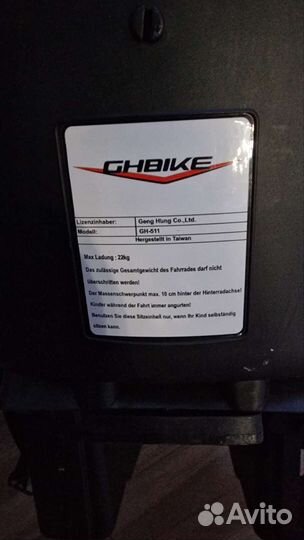 GHBIKE
Lizenzinhaber: Geng Hung Co.,Ltd.
Modell: GH-511
Hergestellt in Taiwan
Max Ladung : 22kg
Das zulässige Gesamtgewicht des Fahrrades darf nicht
überschritten werden!
Der Massenschwerpunkt max. 10 cm hinter der Hinterradachse!
Kinder während der Fahrt immer angurten!
Benutzen Sie diese Sitzeinheit nur, wenn Ihr Kind selbständig
sitzen kann.
Avito